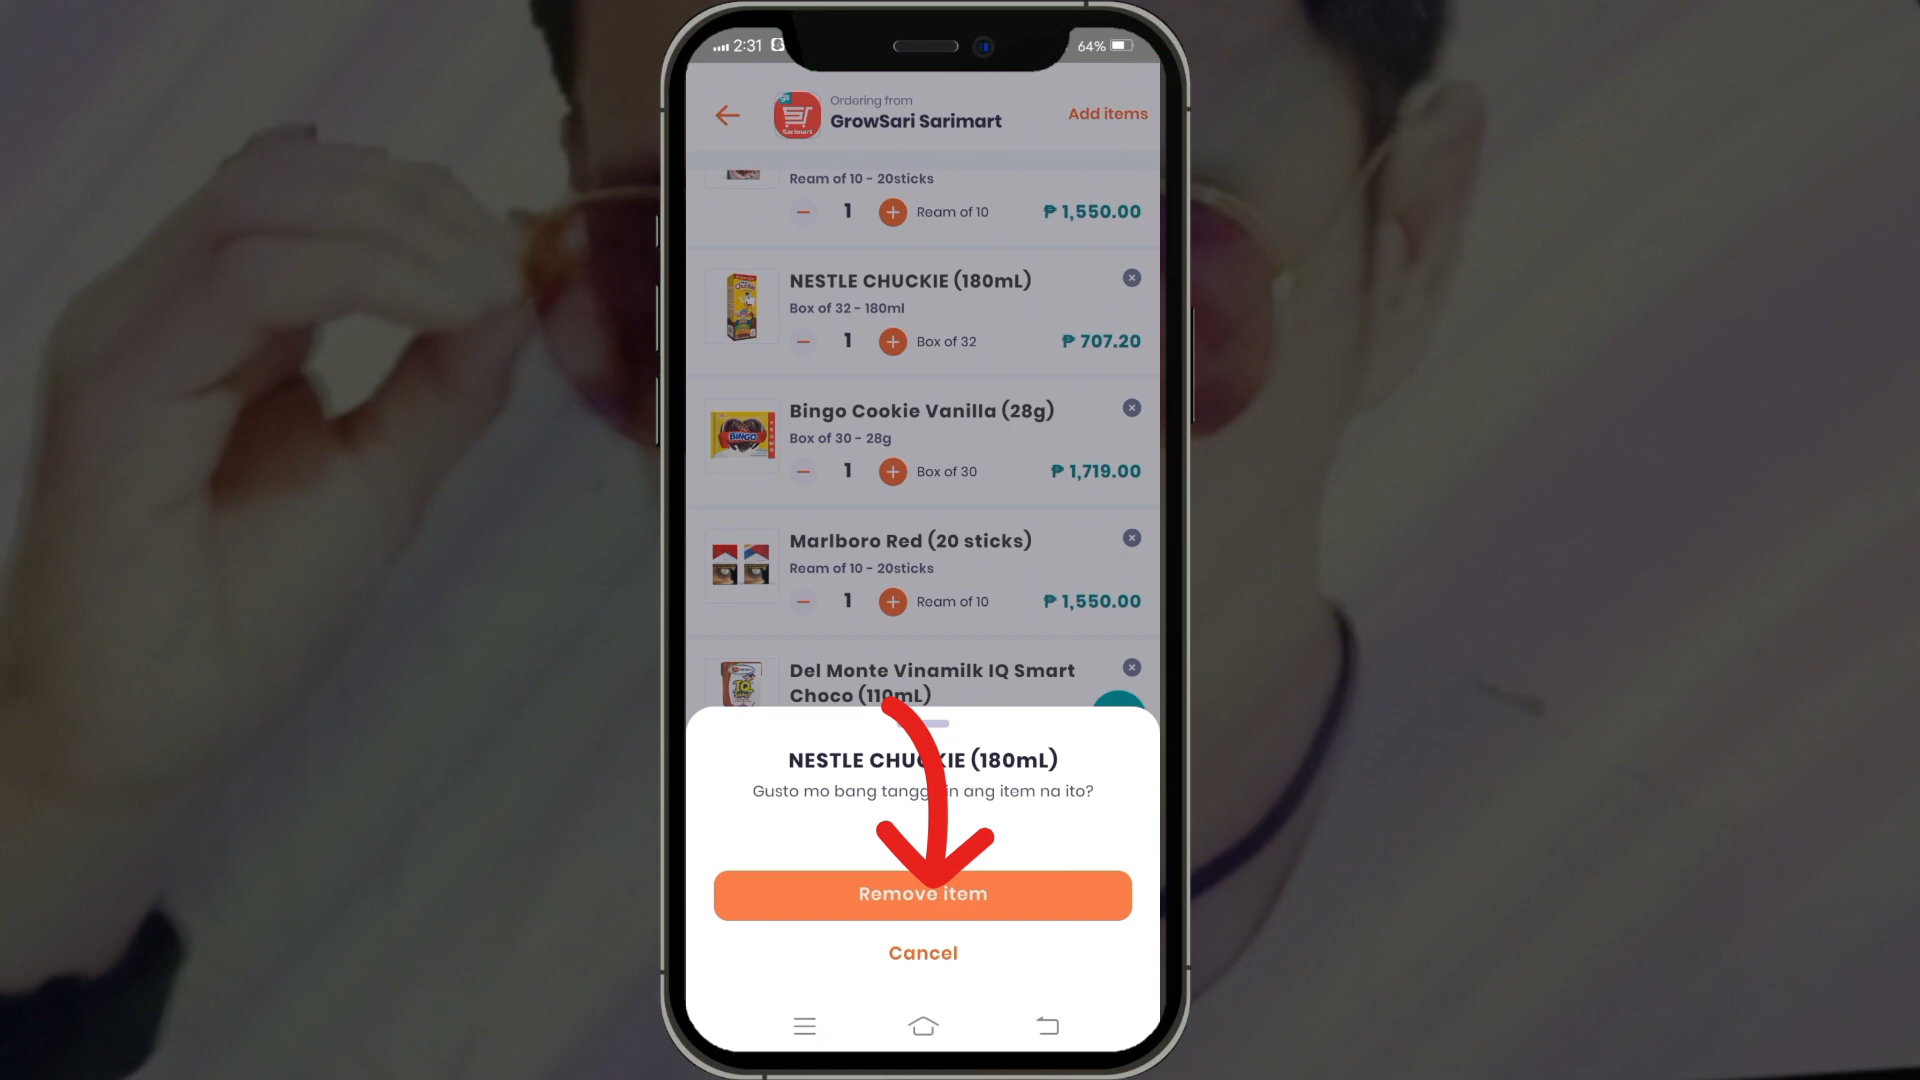 2:31
64%
Ordering from
GrowSari Sarimart
Add items
Sarimart
Ream of 10 - 20sticks
1
Ream of 10
₱ 1,550.00
NESTLE CHUCKIE (180mL)
Box of 32 - 180ml
1
Box of 32
₱ 707.20
Bingo Cookie Vanilla (28g)
BINGO
Box of 30 - 28g
1
Box of 30
₱ 1,719.00
Marlboro Red (20 sticks)
Ream of 10 - 20sticks
1
Ream of 10
₱ 1,550.00
Del Monte Vinamilk IQ Smart
Choco (110mL)
IQ
NESTLE CHUCKIE (180mL)
Gusto mo bang in ang item na ito?
Remove item
Cancel